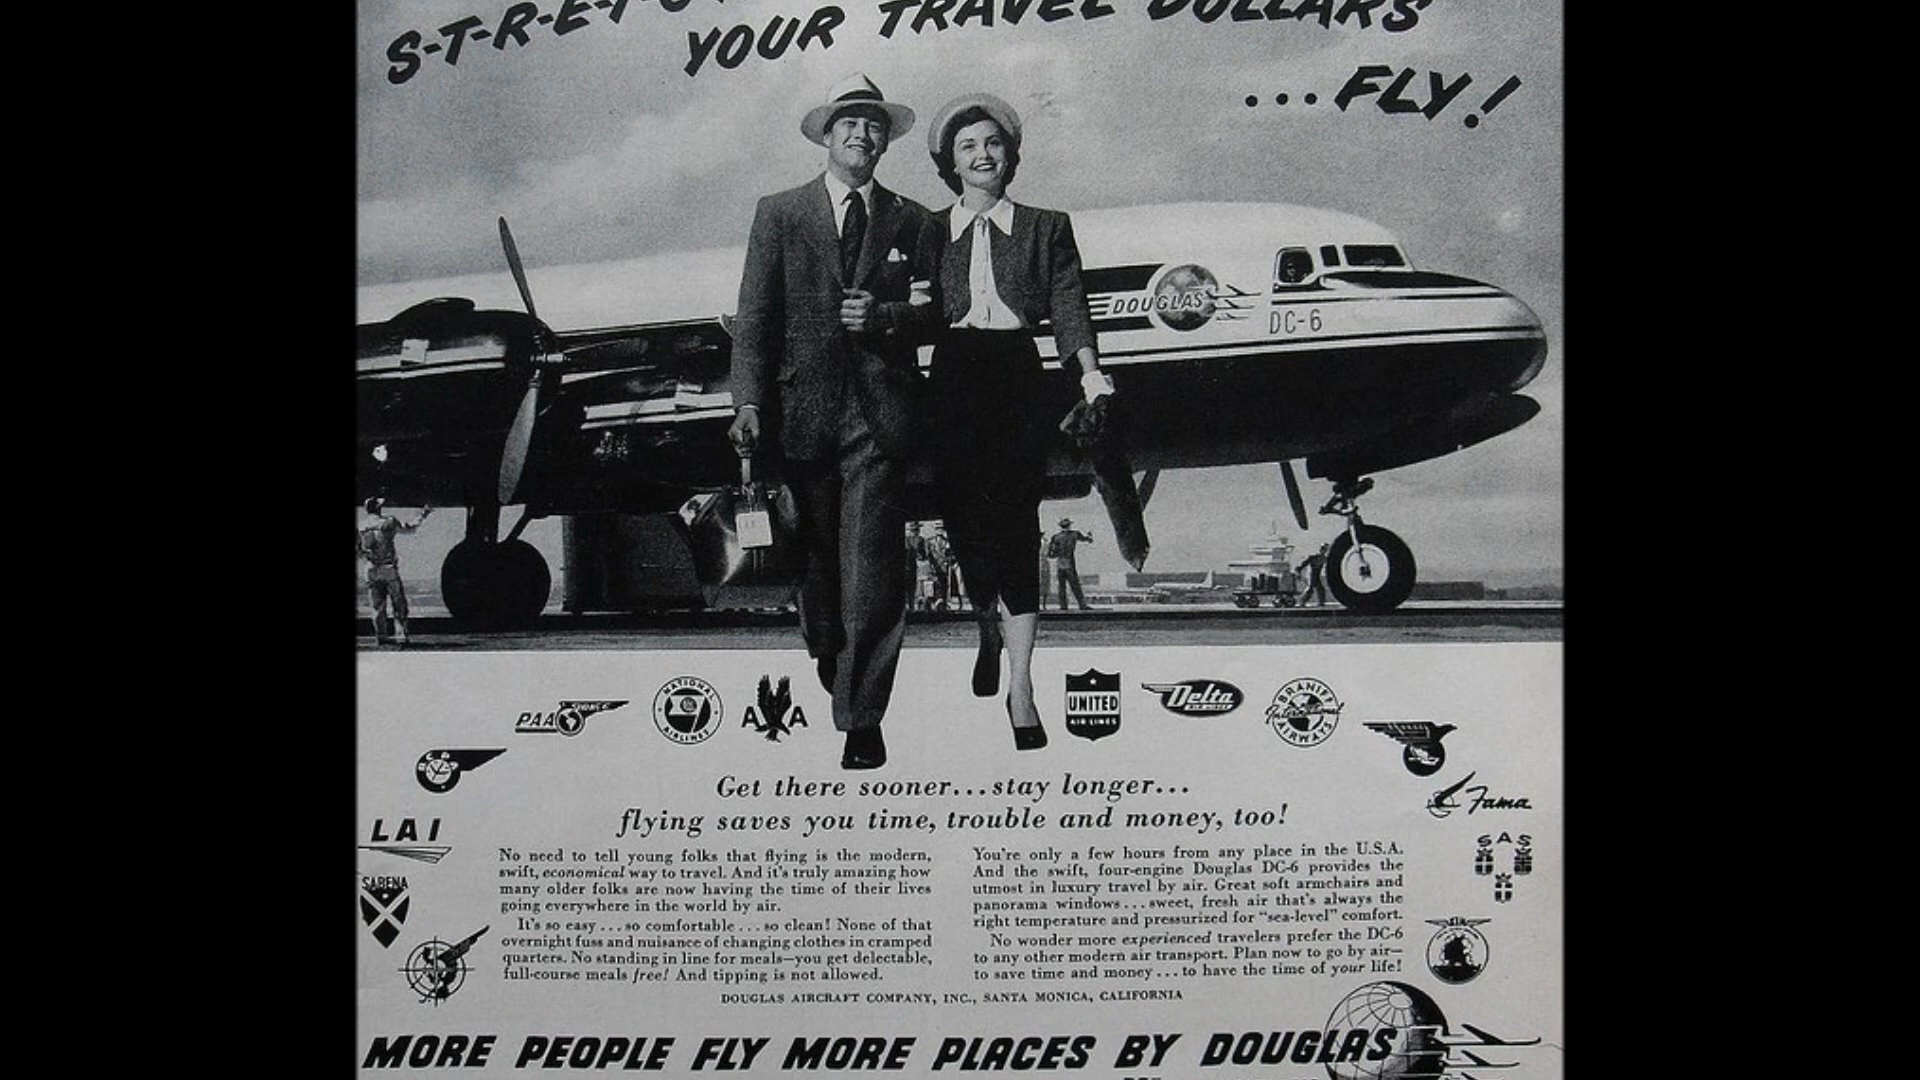 S-T-R-E-T-C
YOUR TRAVEL DOLLARS
...FLY!
DOUGLAS
DC-6
PAA
NATIONAL
AIRLINES
A A
UNITED
AIR LINES
Delta
AIR LINES
BRANIFF
International
AIRWAYS
BCPA
LAI
SABENA
Fama
SAS
Get there sooner...stay longer...
flying saves you time, trouble and money, too!
No need to tell young folks that flying is the modern,
swift, economical way to travel. And it's truly amazing how
many older folks are now having the time of their lives
going everywhere in the world by air.
It's so easy...so comfortable...so clean! None of that
overnight fuss and nuisance of changing clothes in cramped
quarters. No standing in line for meals—you get delectable,
full-course meals free! And tipping is not allowed.
You're only a few hours from any place in the U.S.A.
And the swift, four-engine Douglas DC-6 provides the
utmost in luxury travel by air. Great soft armchairs and
panorama windows...sweet, fresh air that's always the
right temperature and pressurized for "sea-level" comfort.
No wonder more experienced travelers prefer the DC-6
to any other modern air transport. Plan now to go by air—
to save time and money...to have the time of your life!
DOUGLAS AIRCRAFT COMPANY, INC., SANTA MONICA, CALIFORNIA
MORE PEOPLE FLY MORE PLACES BY DOUGLAS